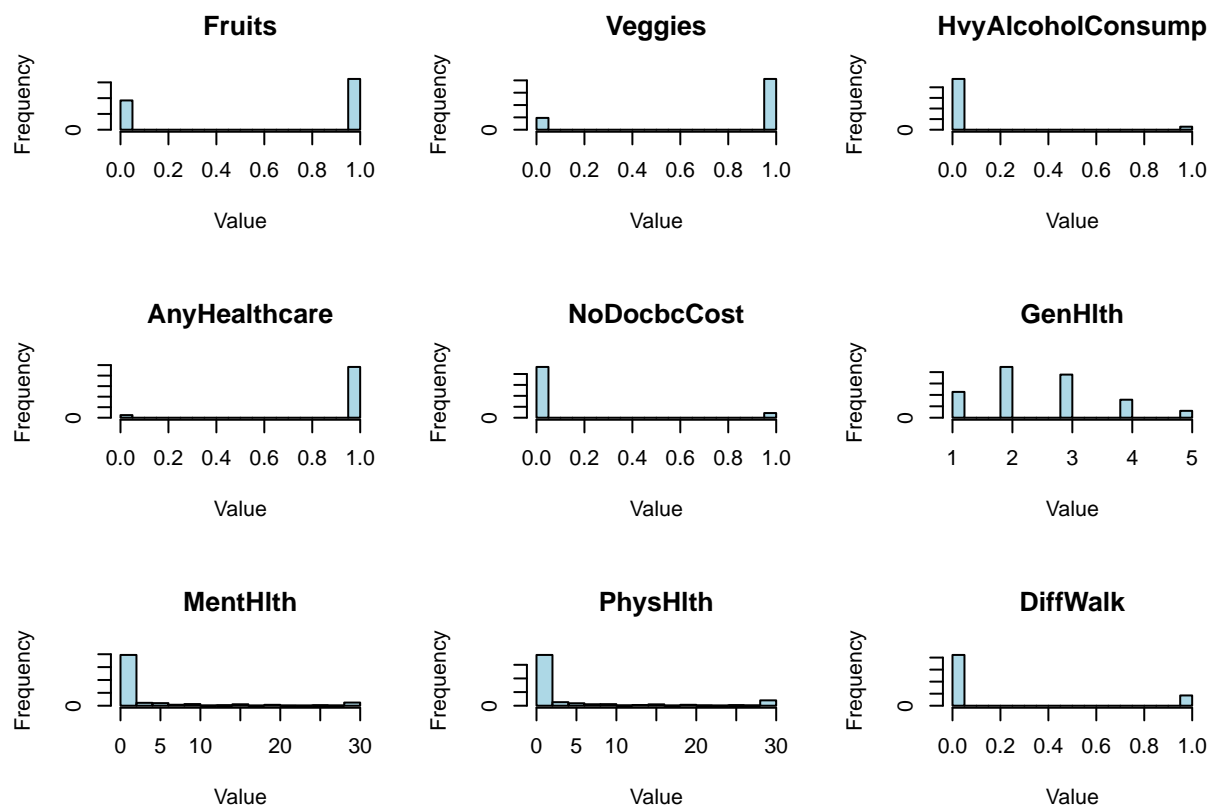 Fruits
Frequency
0
0.0 0.2 0.4 0.6 0.8 1.0
Value
Veggies
Frequency
0
0.0 0.2 0.4 0.6 0.8 1.0
Value
HvyAlcoholConsump
Frequency
0
0.0 0.2 0.4 0.6 0.8 1.0
Value
AnyHealthcare
Frequency
0
0.0 0.2 0.4 0.6 0.8 1.0
Value
NoDocbcCost
Frequency
0
0.0 0.2 0.4 0.6 0.8 1.0
Value
GenHlth
Frequency
0
1 2 3 4 5
Value
MentHlth
Frequency
0
0 5 10 20 30
Value
PhysHlth
Frequency
0
0 5 10 20 30
Value
DiffWalk
Frequency
0
0.0 0.2 0.4 0.6 0.8 1.0
Value